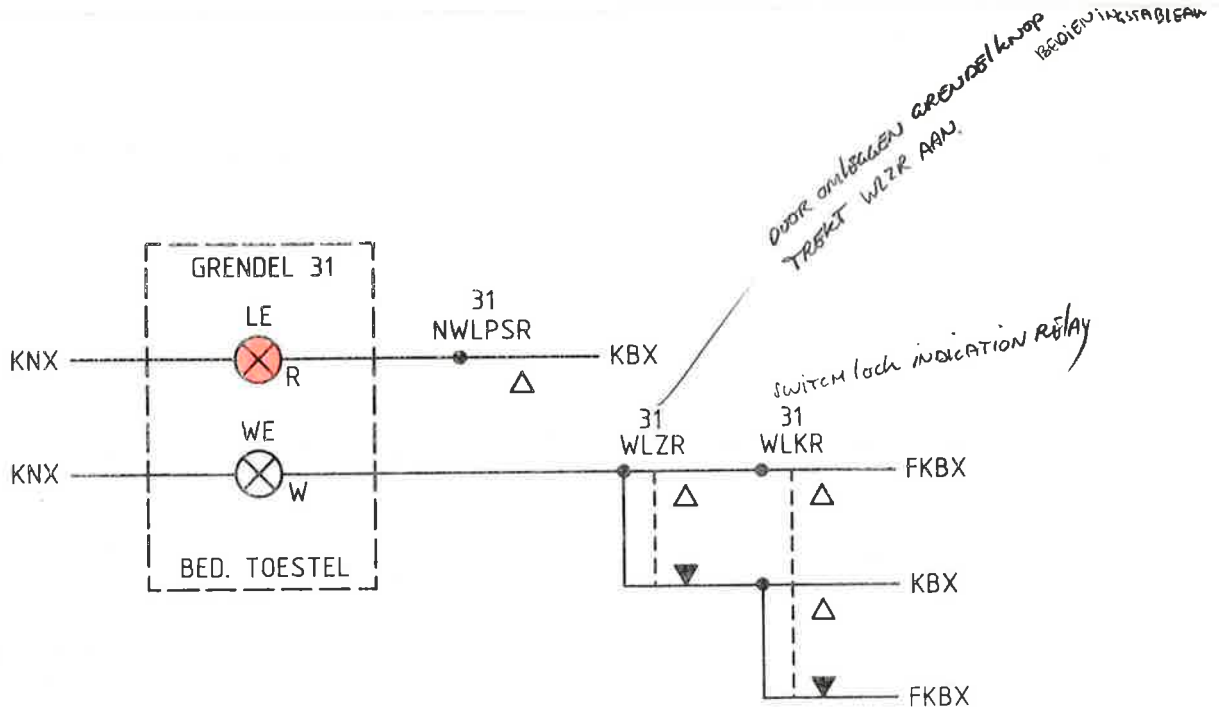 BEDIENINGSTABLEAU
DOOR OMLEGGEN GRENDELKNOP
TREKT WLZR AAN.
GRENDEL 31
LE
31
NWLPSR
KNX
R
KBX
SWITCH lock INDICATION RElAY
WE
31
WLZR
31
WLKR
KNX
W
FKBX
BED. TOESTEL
KBX
FKBX